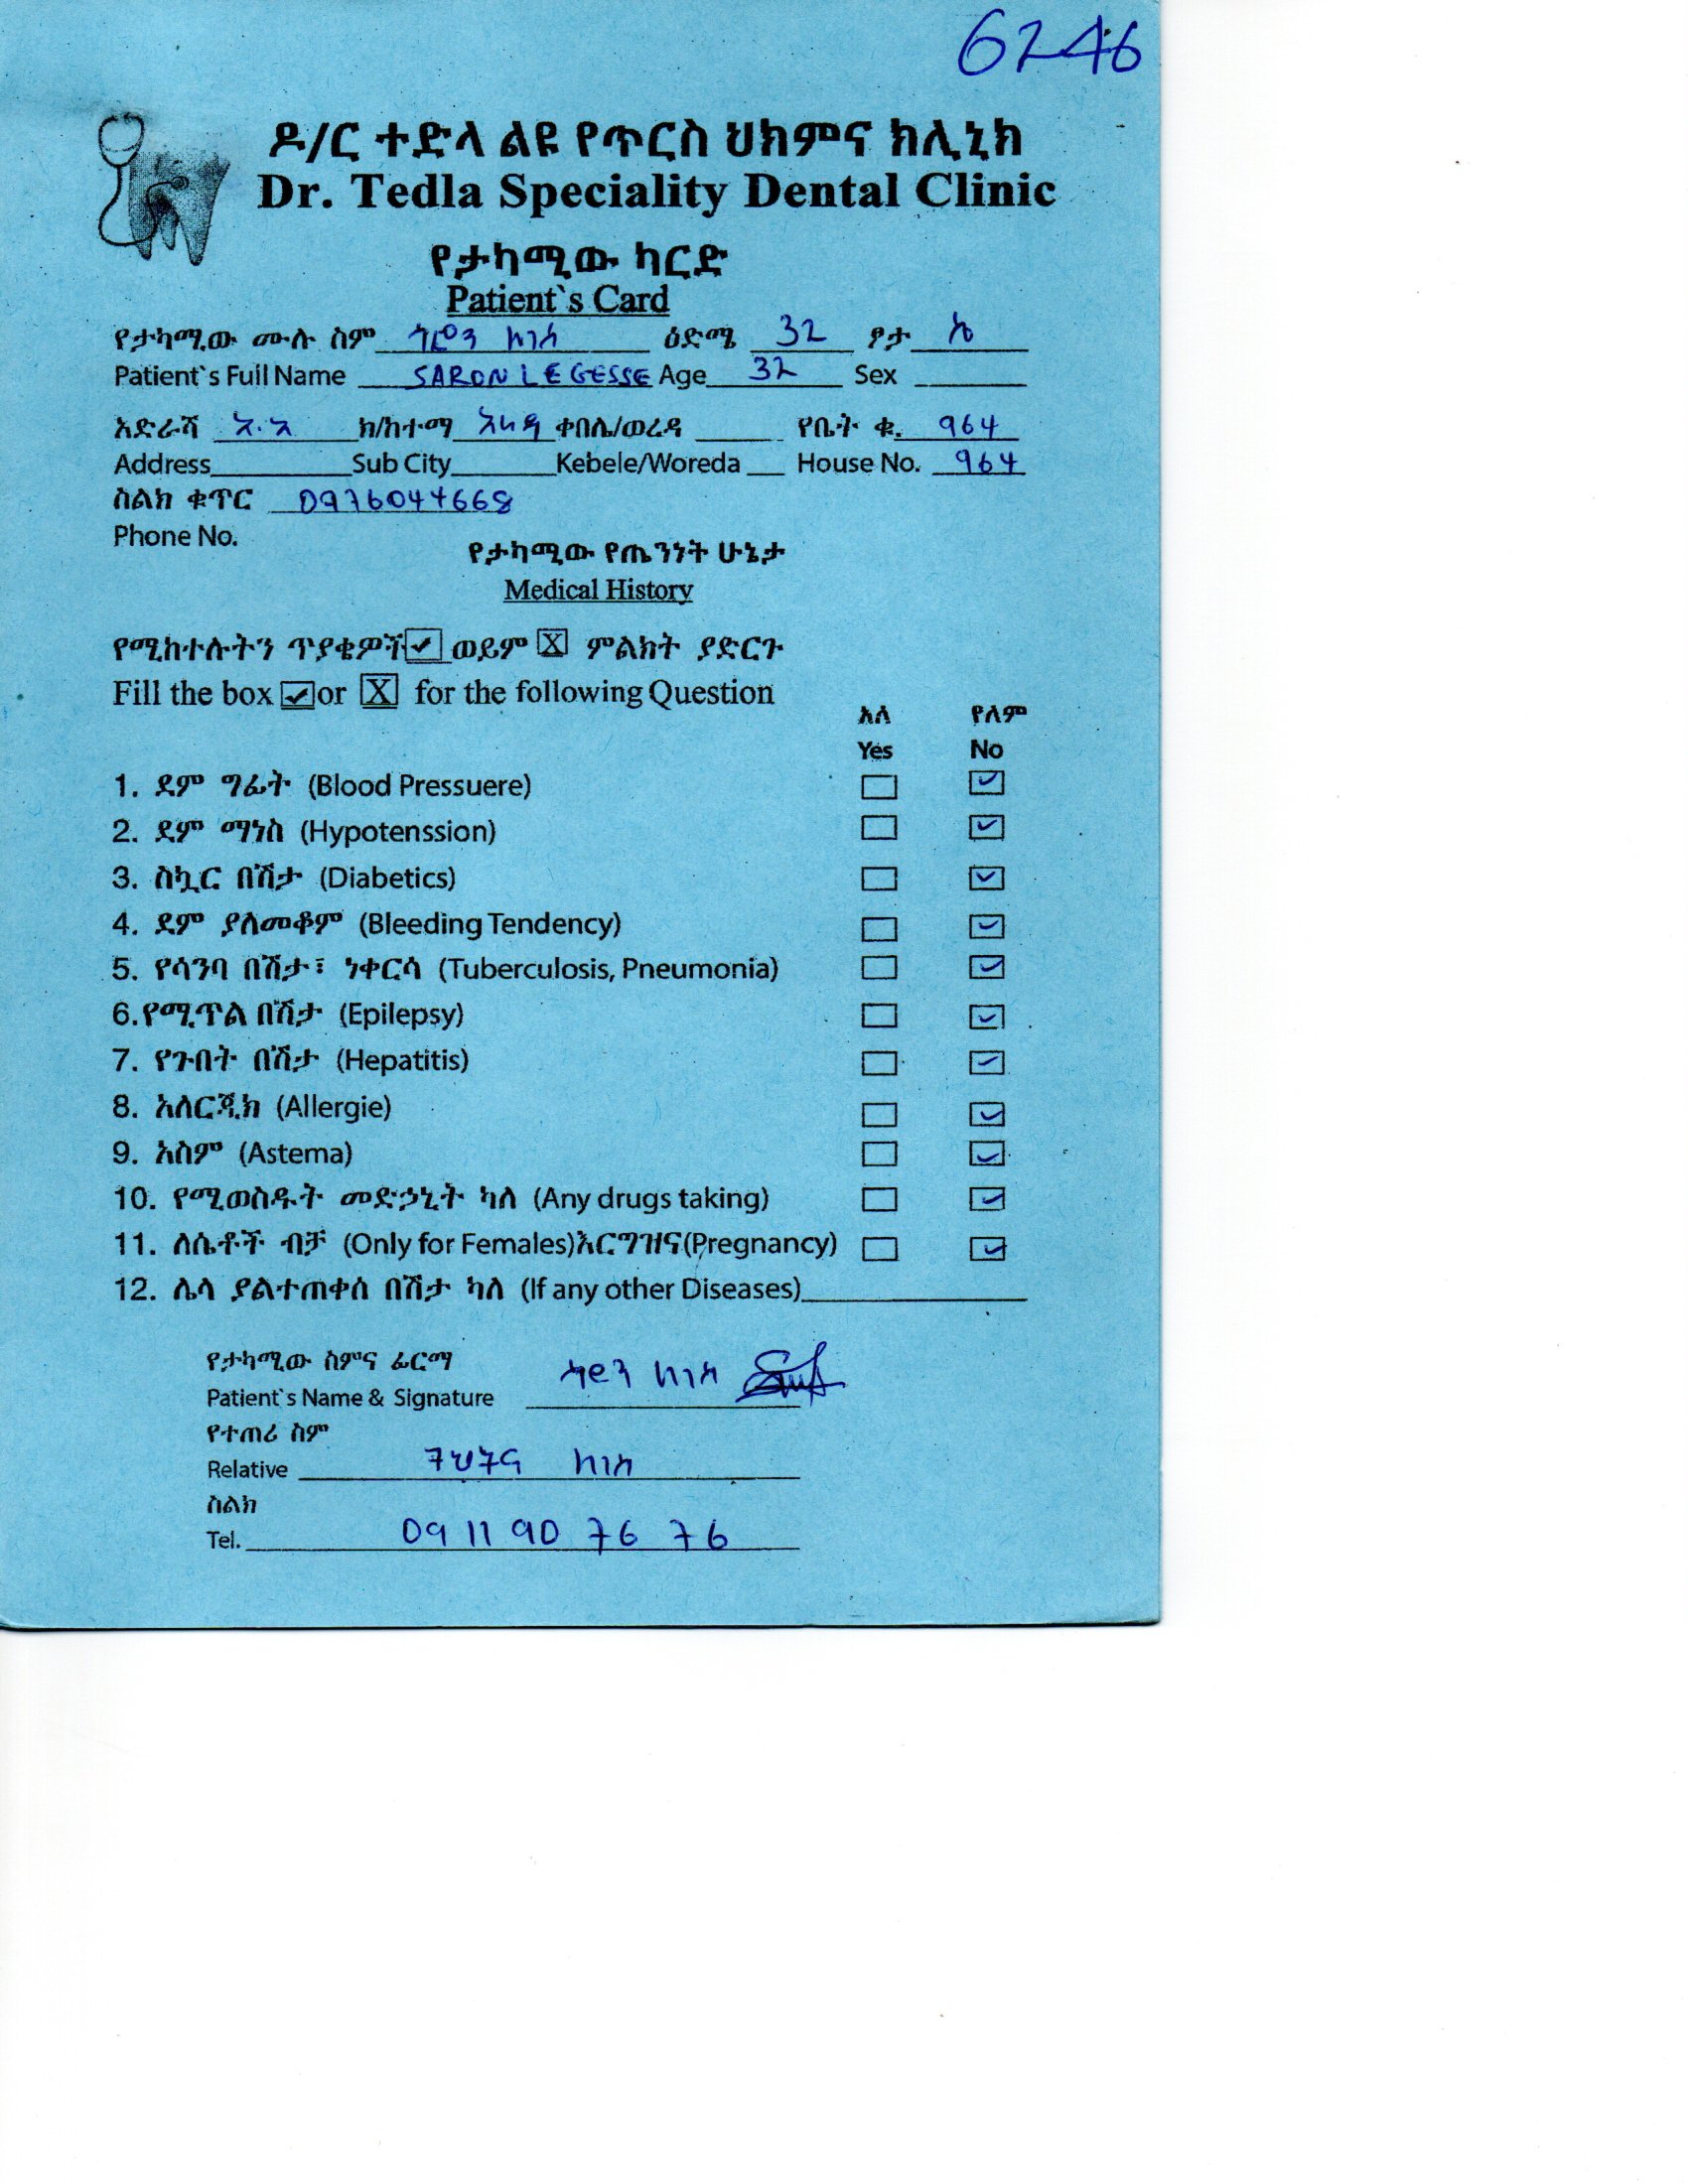 6246
ዶ/ር ተድላ ልዩ የጥርስ ህክምና ክሊኒክ
Dr. Tedla Speciality Dental Clinic
የታካሚው ካርድ
Patient`s Card
የታካሚው ሙሉ ስም ሳሮን ለገሰ ዕድሜ 32 ፆታ ሴ
Patient`s Full Name SARON LEGESSE Age 32 Sex
አድራሻ አ.አ ክ/ከተማ አራዳ ቀበሌ/ወረዳ የቤት ቁ. 964
Address Sub City Kebele/Woreda House No. 964
ስልክ ቁጥር 0976044668
Phone No.
የታካሚው የጤንነት ሁኔታ
Medical History
የሚከተሉትን ጥያቄዎች ✓ ወይም X ምልክት ያድርጉ
Fill the box ✓ or X for the following Question
አለ የለም
Yes No
1. ደም ግፊት (Blood Pressuere) ✓
2. ደም ማነስ (Hypotenssion) ✓
3. ስኳር በሽታ (Diabetics) ✓
4. ደም ያለመቆም (Bleeding Tendency) ✓
5. የሳንባ በሽታ፣ ነቀርሳ (Tuberculosis, Pneumonia) ✓
6.የሚጥል በሽታ (Epilepsy) ✓
7. የጉበት በሽታ (Hepatitis) ✓
8. አለርጂክ (Allergie) ✓
9. አስም (Astema) ✓
10. የሚወስዱት መድኃኒት ካለ (Any drugs taking) ✓
11. ለሴቶች ብቻ (Only for Females)እርግዝና(Pregnancy) ✓
12. ሌላ ያልተጠቀሰ በሽታ ካለ (If any other Diseases)
የታካሚው ስምና ፊርማ
Patient`s Name & Signature ሳሮን ለገሰ
የተጠሪ ስም
Relative ለገሰ
ስልክ
Tel. 09 11 90 76 76